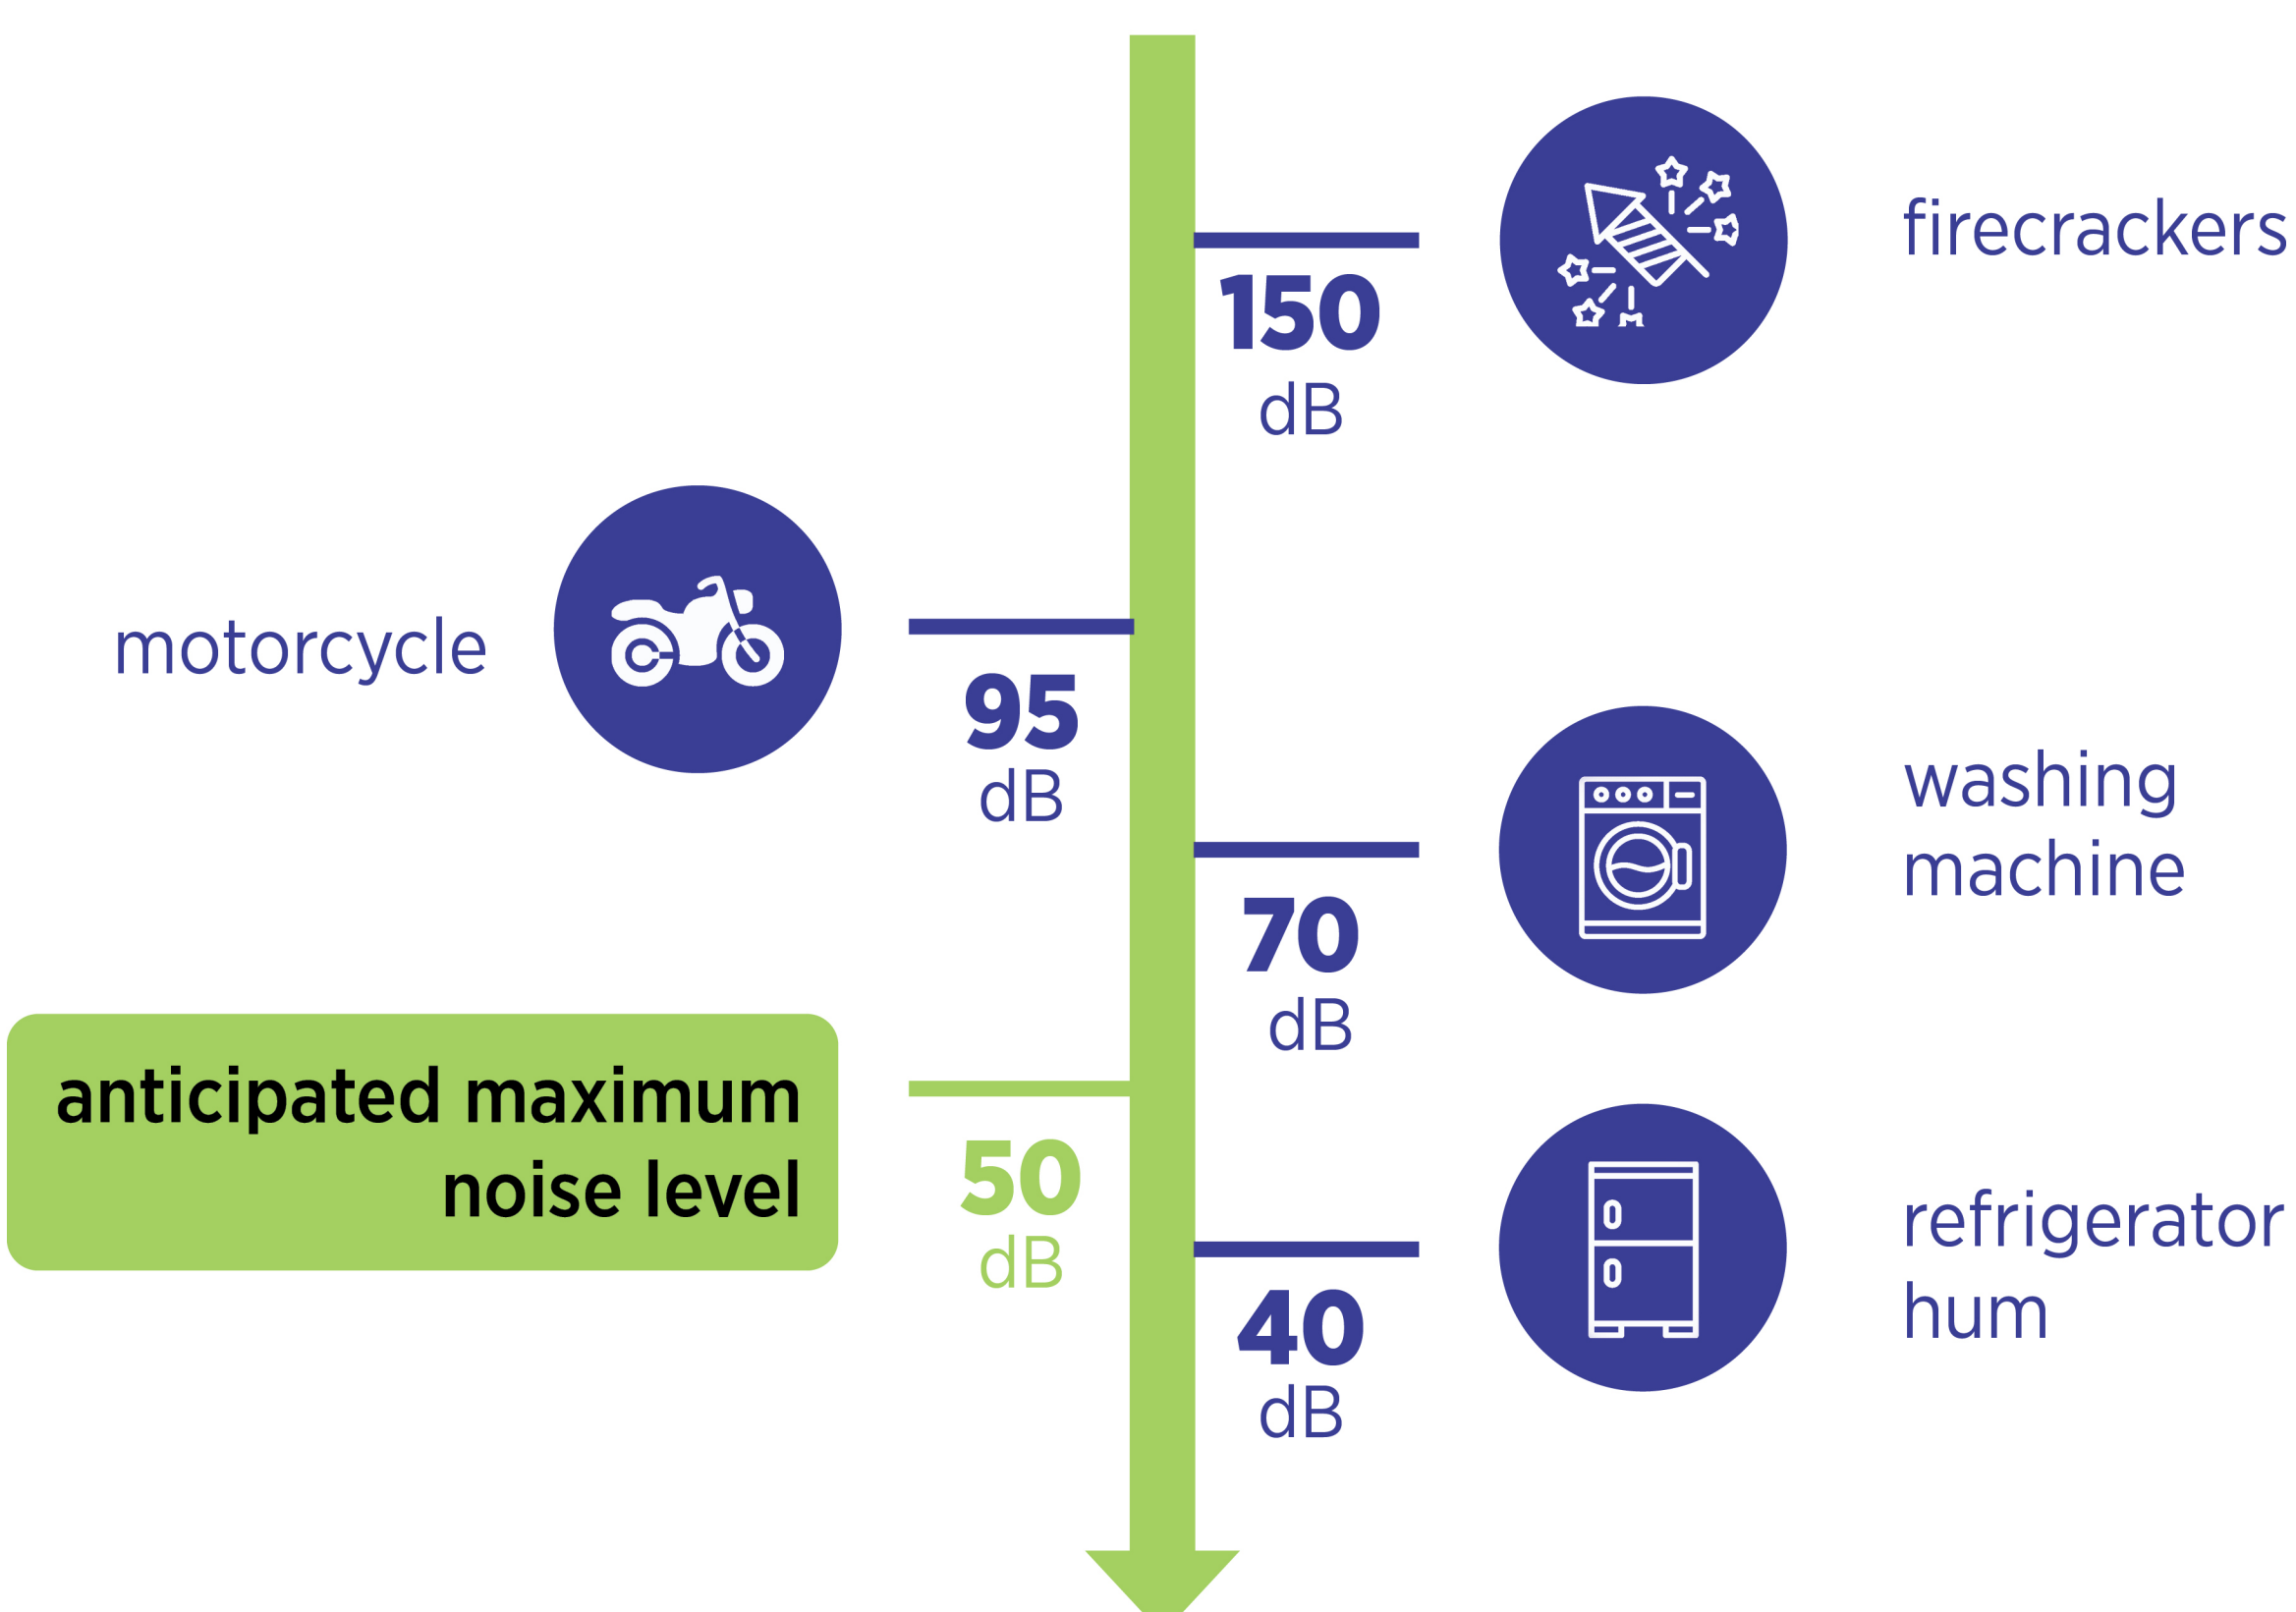 firecrackers
150
dB
motorcycle
95
dB
washing
machine
70
dB
anticipated maximum
noise level
50
dB
refrigerator
hum
40
dB